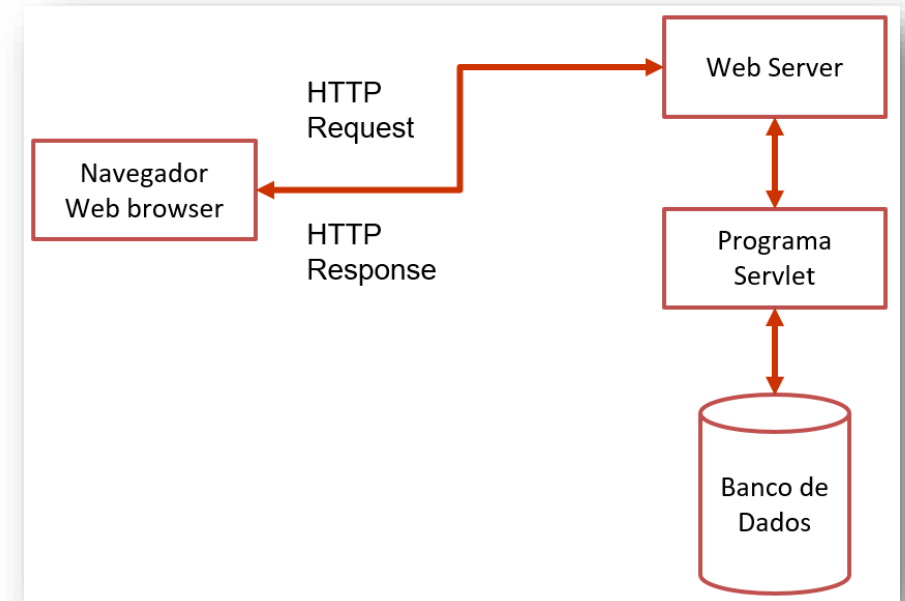 HTTP
Request
Web Server
Navegador
Web browser
HTTP
Response
Programa
Servlet
Banco de
Dados